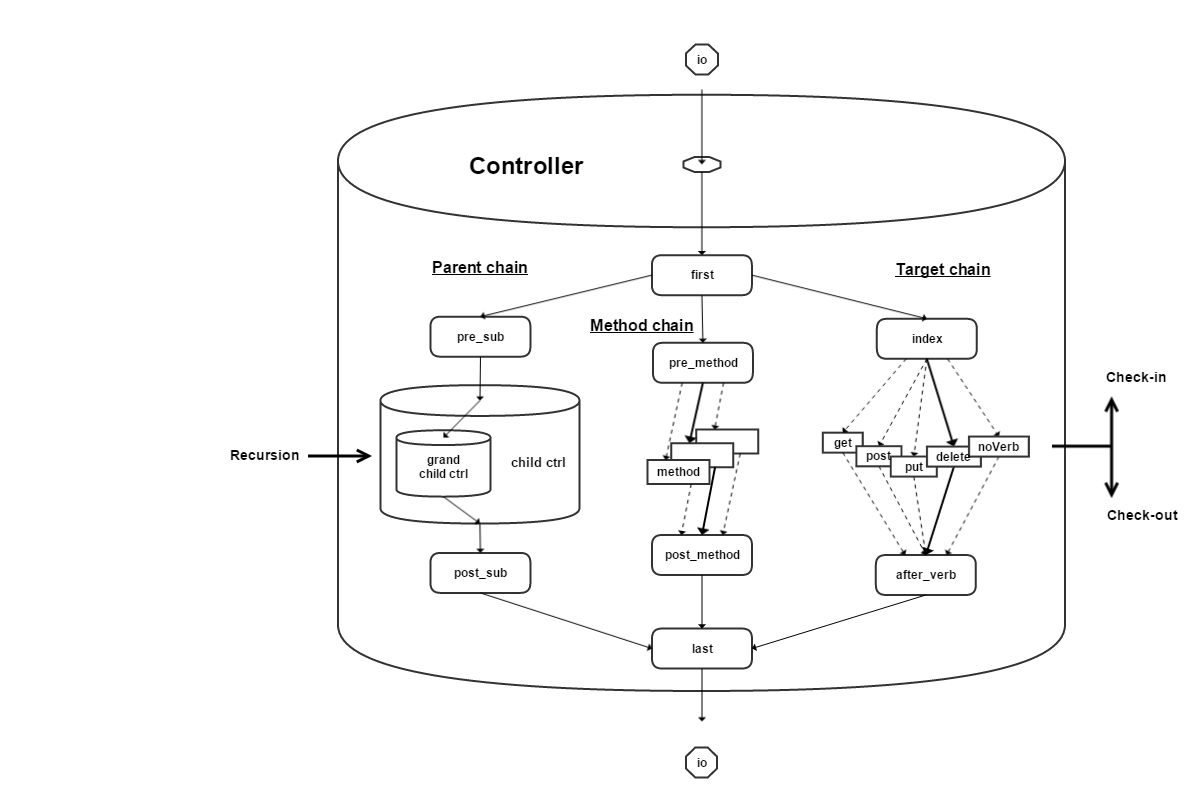 io
Controller
Parent chain
first
Target chain
Method chain
pre_sub
index
pre_method
Check-in
get
post
put
delete
noVerb
Recursion
grand
child ctrl
child ctrl
method
Check-out
post_sub
post_method
after_verb
last
io